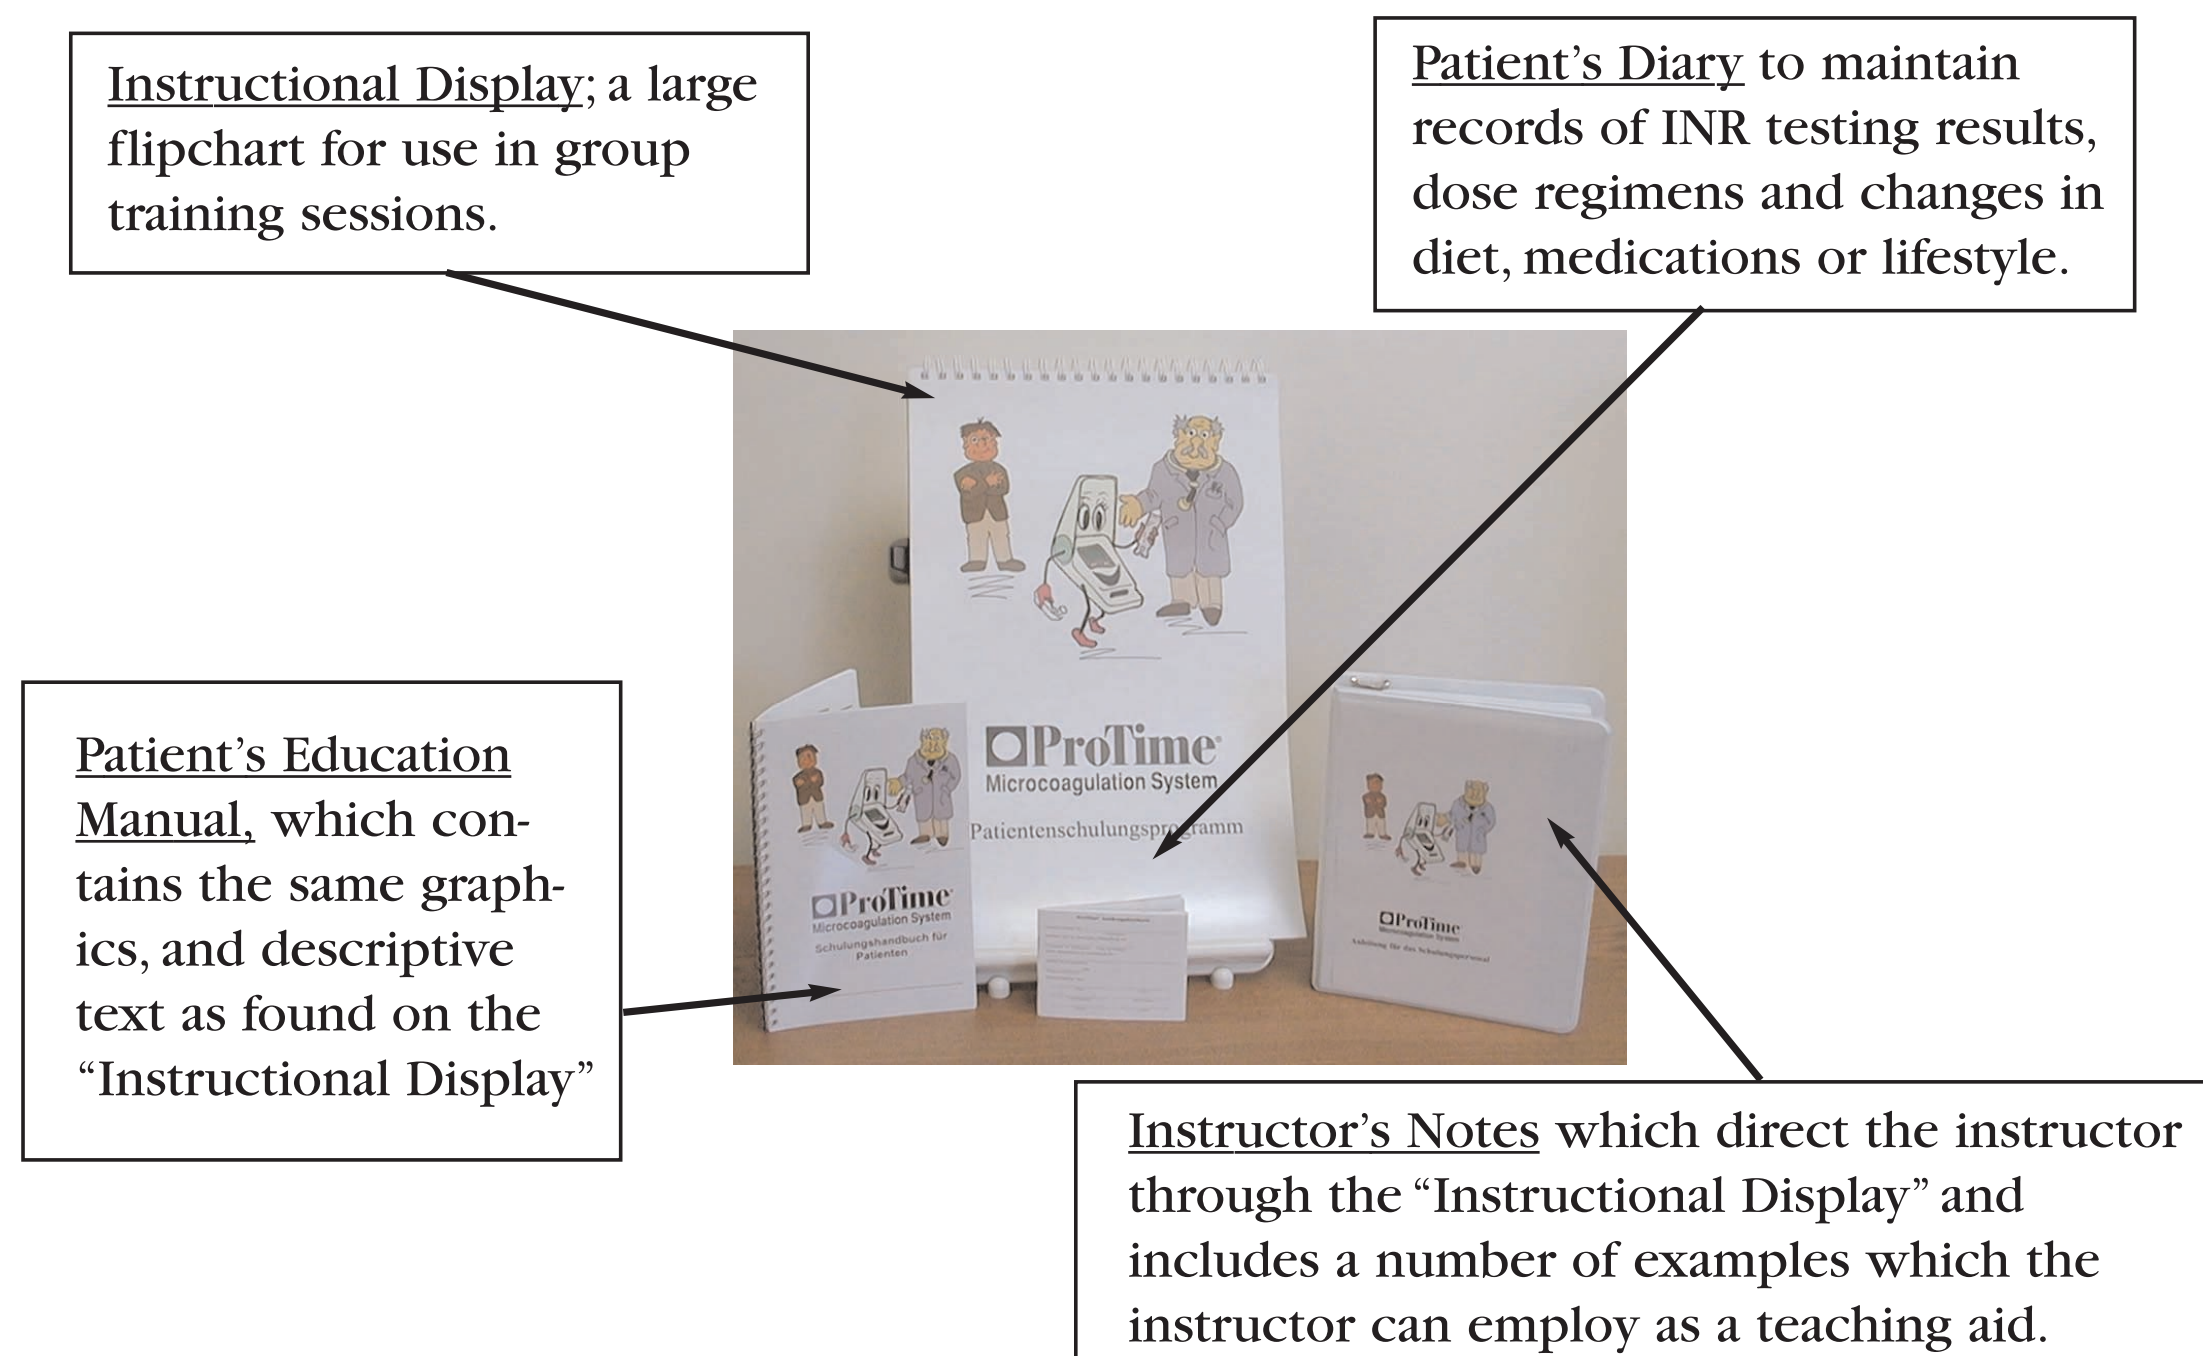 Instructional Display; a large
flipchart for use in group
training sessions.
Patient’s Diary to maintain
records of INR testing results,
dose regimens and changes in
diet, medications or lifestyle.
Patient’s Education
Manual, which con-
tains the same graph-
ics, and descriptive
text as found on the
“Instructional Display”
ProTime
Microcoagulation System
Patientenschulungsprogramm
ProTime
Microcoagulation System
Schulungshandbuch für
Patienten
ProTime
Microcoagulation System
Anleitung für das Schulungspersonal
Instructor’s Notes which direct the instructor
through the “Instructional Display” and
includes a number of examples which the
instructor can employ as a teaching aid.